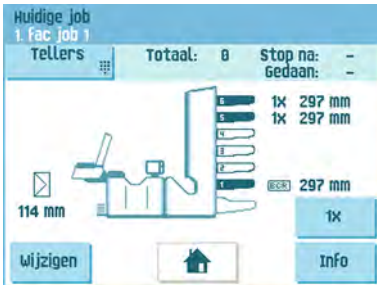 Huidige job
1. Fac job 1
Tellers
Totaal: 0
Stop na: -
Gedaan: -
6 1X 297 mm
5 1X 297 mm
4
3
2
1 BCR 297 mm
114 mm
1X
Wijzigen
Info